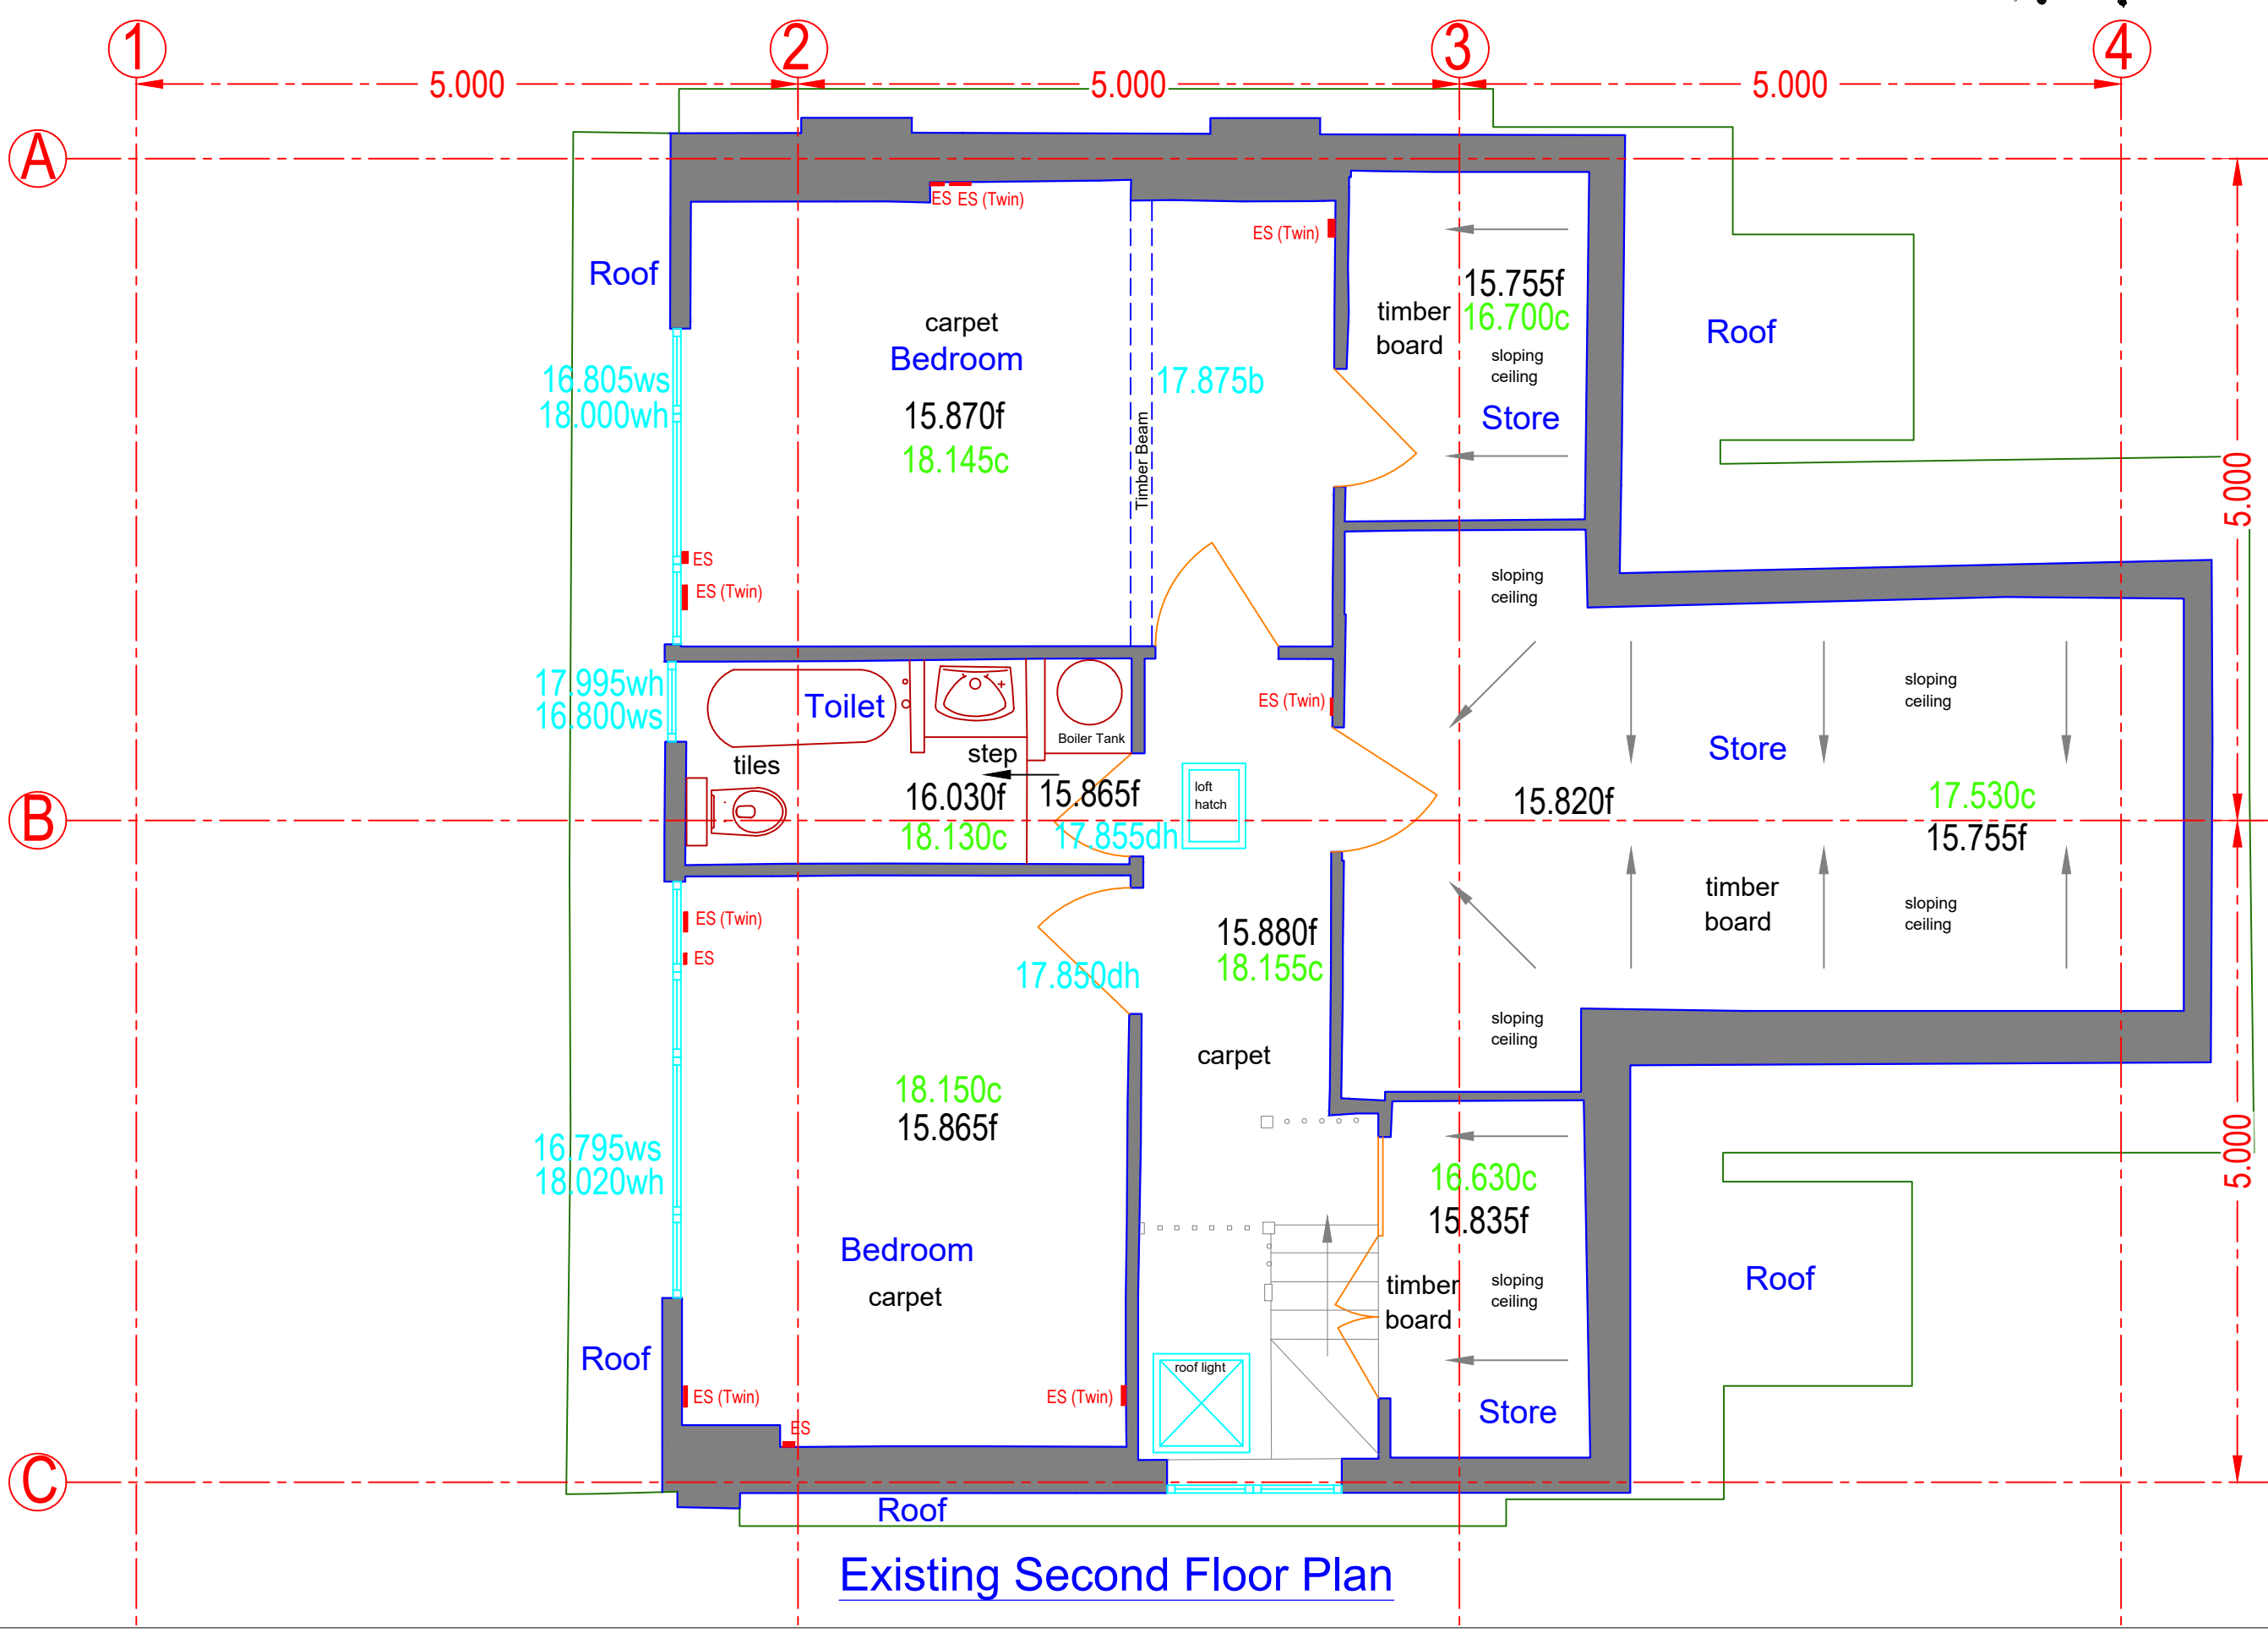 1
2
3
4
5.000
5.000
5.000
A
ES ES (Twin)
ES (Twin)
Roof
15.755f
16.700c
timber
board
sloping
ceiling
Store
Roof
carpet
Bedroom
15.870f
18.145c
16.805ws
18.000wh
17.875b
Timber Beam
5.000
ES
ES (Twin)
sloping
ceiling
17.995wh
16.800ws
Toilet
tiles
step
Boiler Tank
16.030f
18.130c
15.865f
17.855dh
ES (Twin)
loft
hatch
15.820f
Store
sloping
ceiling
17.530c
15.755f
B
ES (Twin)
ES
17.850dh
15.880f
18.155c
carpet
timber
board
sloping
ceiling
sloping
ceiling
18.150c
15.865f
16.795ws
18.020wh
Bedroom
carpet
16.630c
15.835f
timber
board
sloping
ceiling
Store
5.000
Roof
Roof
ES (Twin)
ES
ES (Twin)
roof light
C
Roof
Existing Second Floor Plan